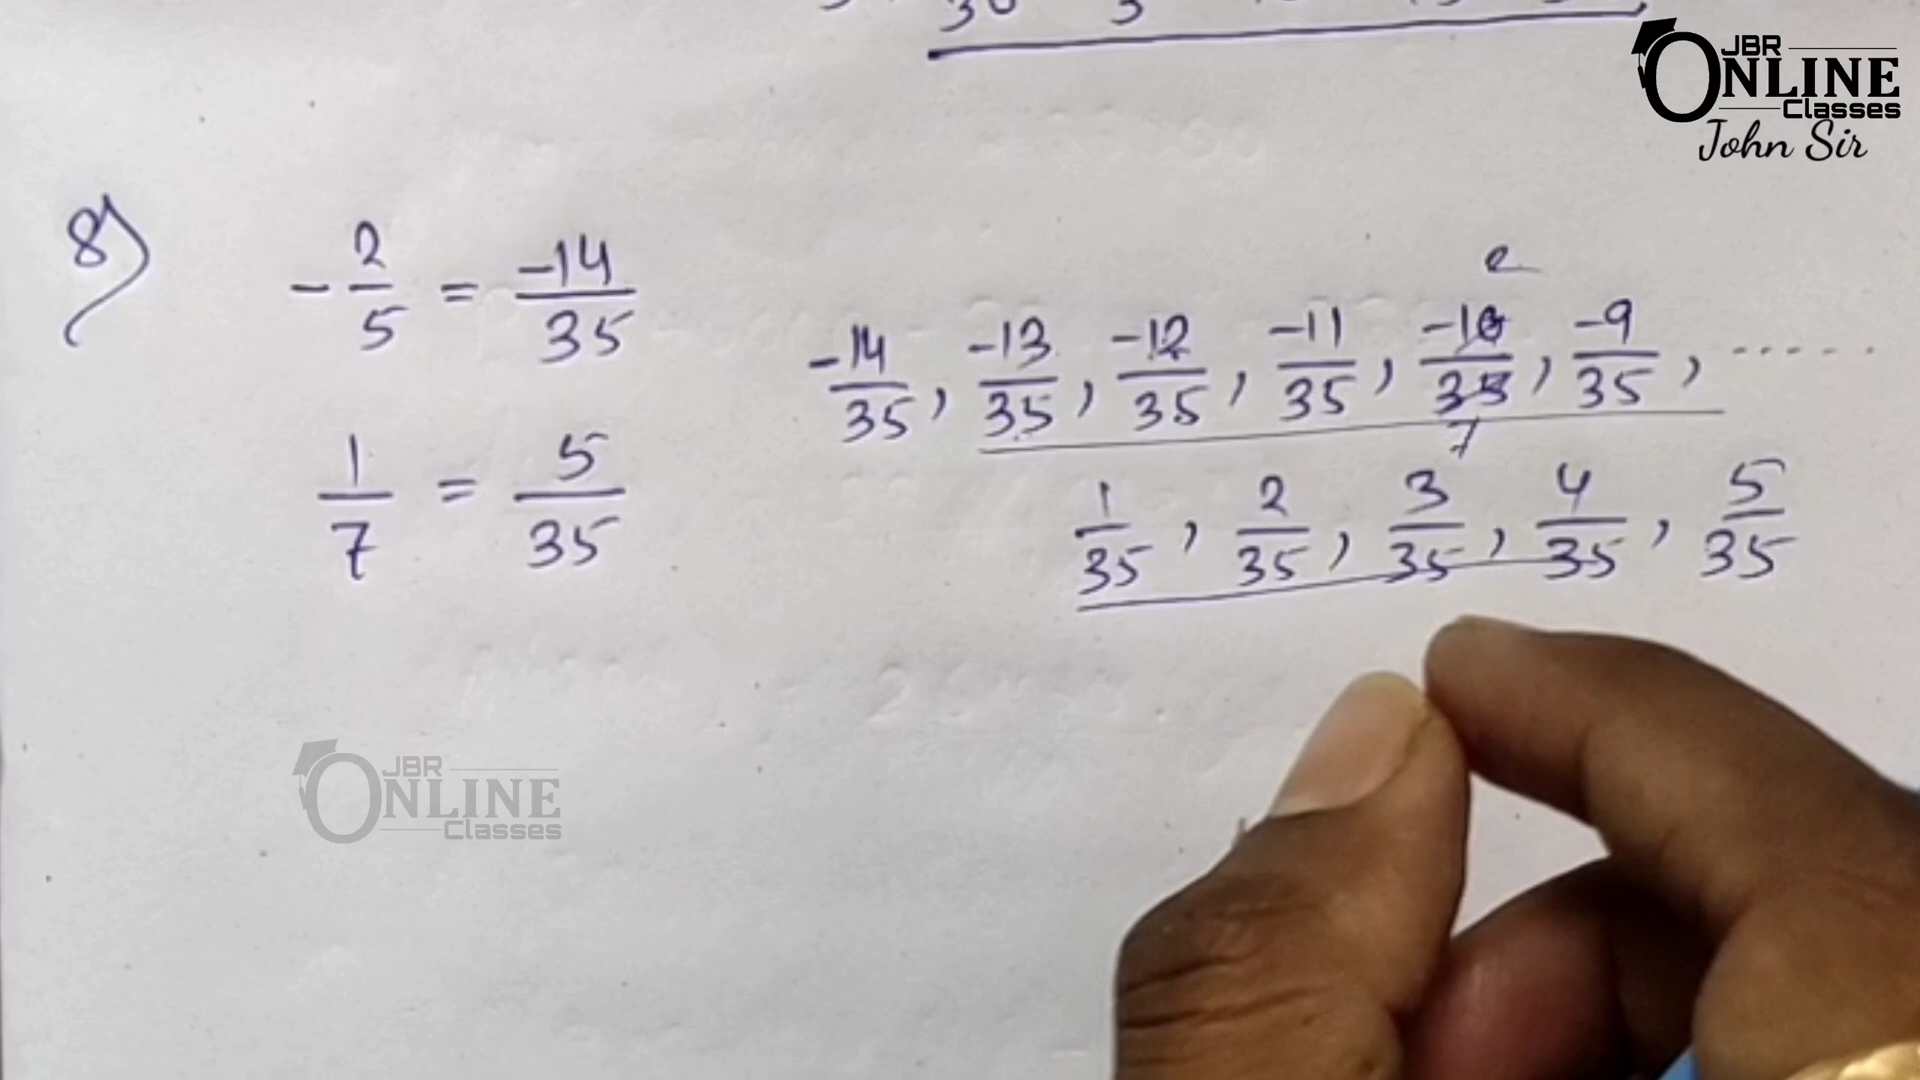 JBR
ONLINE
Classes
John Sir
8) -2/5 = -14/35
-14/35, -13/35, -12/35, -11/35, -10/35, -9/35, .....
2
7
1/7 = 5/35
1/35, 2/35, 3/35, 4/35, 5/35
JBR
ONLINE
Classes